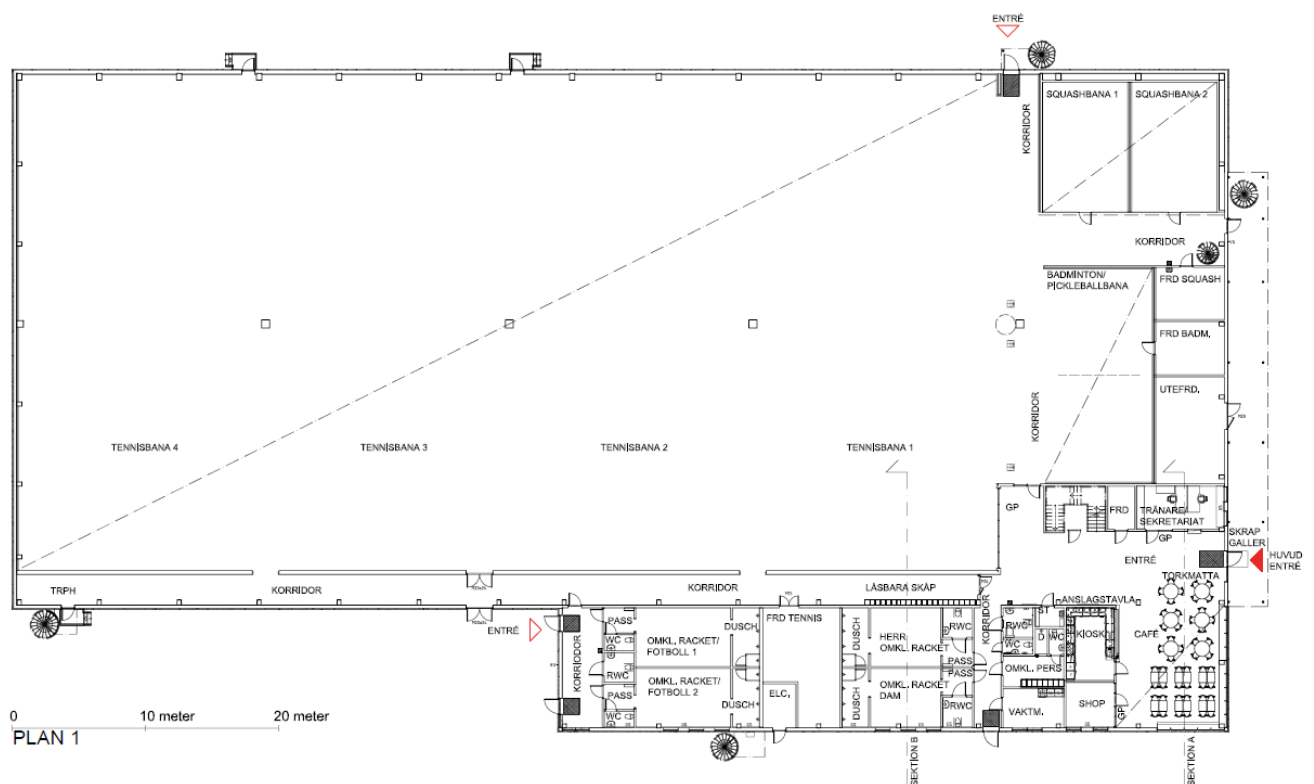 ENTRÉ
SQUASHBANA 1
SQUASHBANA 2
KORRIDOR
KORRIDOR
BADMINTON/
PICKLEBALLBANA
FRD SQUASH
FRD BADM.
UTEFRD.
KORRIDOR
TENNISBANA 4
TENNISBANA 3
TENNISBANA 2
TENNISBANA 1
GP
FRD
TRÄNARE/
SEKRETARIAT
GP
SKRAP
GALLER
ENTRÉ
HUVUD
ENTRÉ
TORKMATTA
TRPH
KORRIDOR
KORRIDOR
LÅSBARA SKÅP
ANSLAGSTAVLA
ENTRÉ
KORRIDOR
PASS
WC
RWC
PASS
WC
OMKL. RACKET/
FOTBOLL 1
OMKL. RACKET/
FOTBOLL 2
DUSCH
DUSCH
FRD TENNIS
ELC.
DUSCH
DUSCH
HERR
OMKL. RACKET
OMKL. RACKET
DAM
RWC
PASS
PASS
RWC
KORRIDOR
RWC
WC
ST
D
WC
KIOSK
CAFÉ
OMKL. PERS
VAKTM.
SHOP
GP
SEKTION B
SEKTION A
0
10 meter
20 meter
PLAN 1